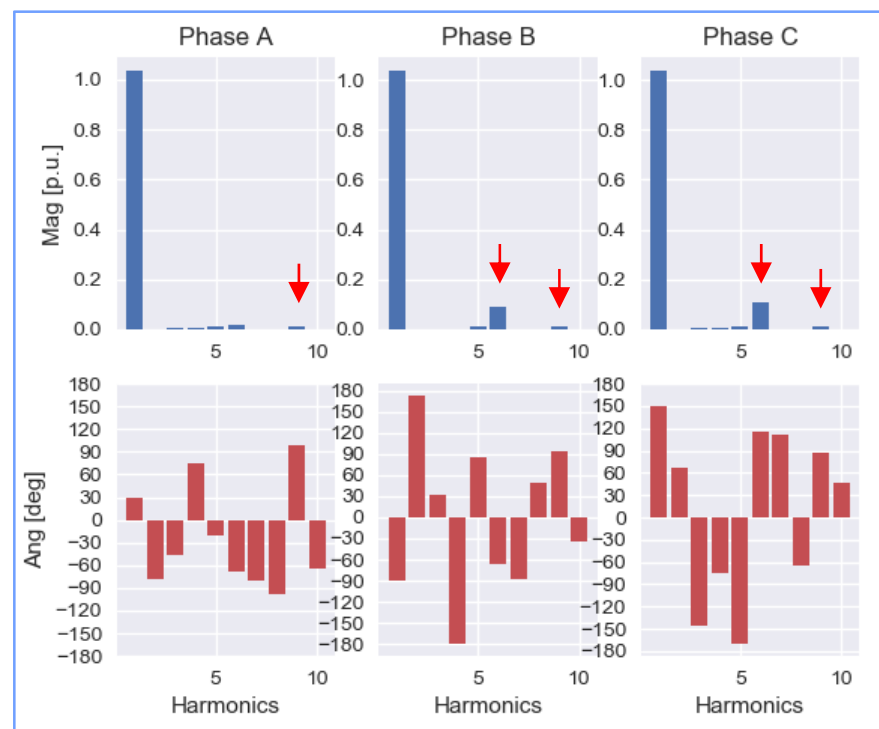 Phase A Phase B Phase C
Mag [p.u.]
1.0 1.0 1.0
0.8 0.8 0.8
0.6 0.6 0.6
0.4 0.4 0.4
0.2 0.2 0.2
0.0 0.0 0.0
5 10 5 10 5 10
Ang [deg]
180 180 180
150 150 150
120 120 120
90 90 90
60 60 60
30 30 30
0 0 0
−30 −30 −30
−60 −60 −60
−90 −90 −90
−120 −120 −120
−150 −150 −150
−180 −180 −180
5 10 5 10 5 10
Harmonics Harmonics Harmonics